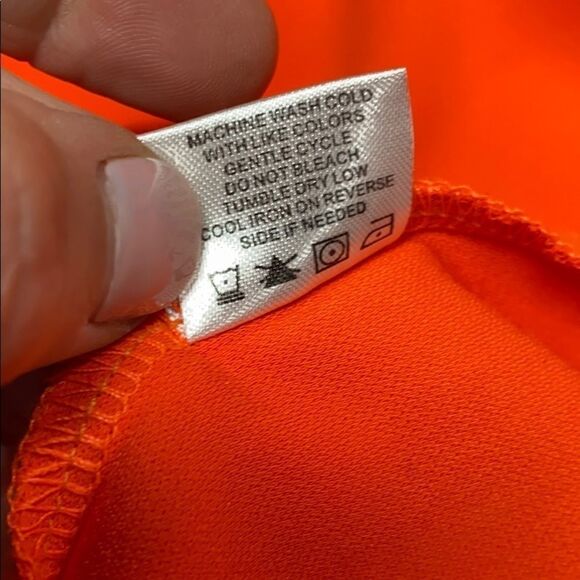 MACHINE WASH COLD
WITH LIKE COLORS
GENTLE CYCLE
DO NOT BLEACH
TUMBLE DRY LOW
COOL IRON ON REVERSE
SIDE IF NEEDED